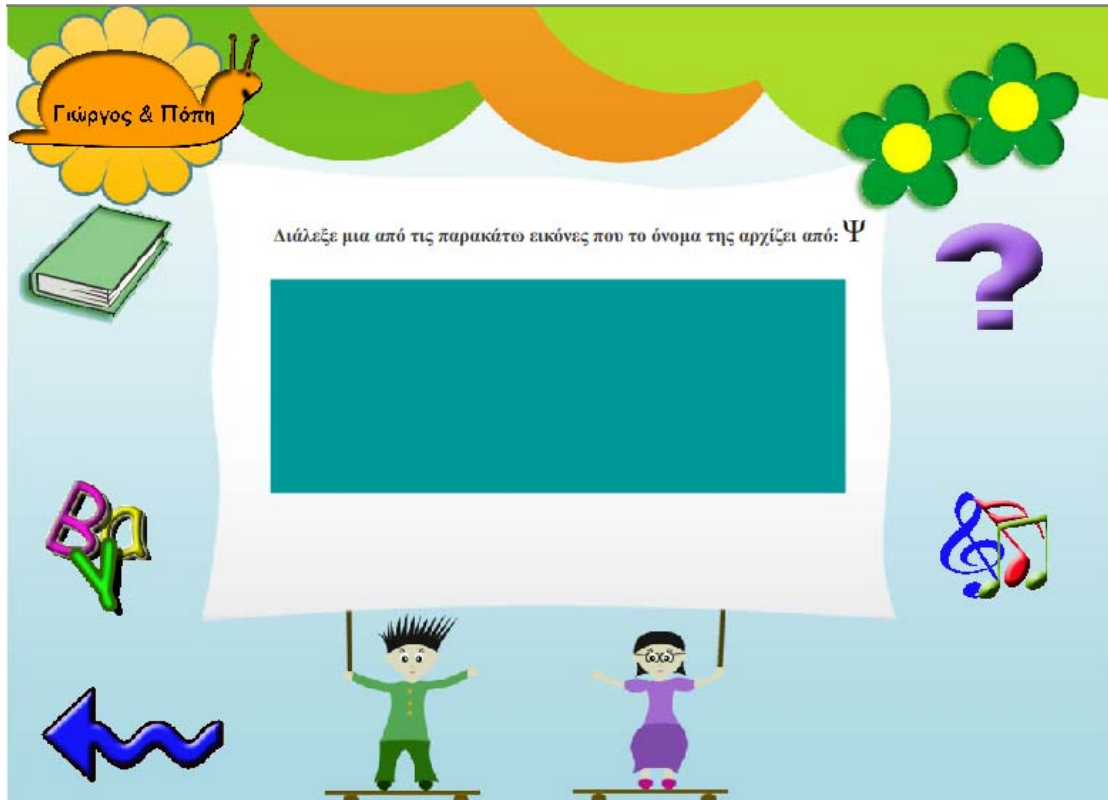 Γιώργος & Πόπη
Διάλεξε μια από τις παρακάτω εικόνες που το όνομα της αρχίζει από: Ψ